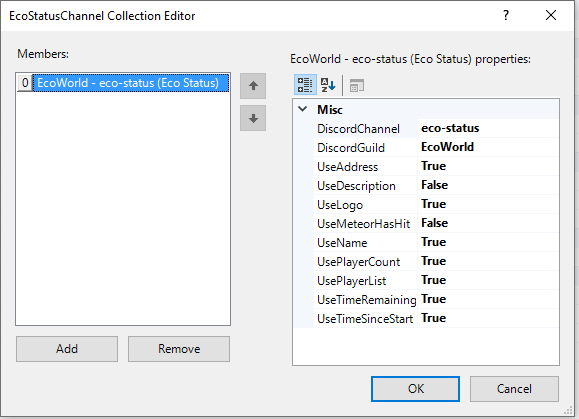 EcoStatusChannel Collection Editor
?
Members:
0 EcoWorld - eco-status (Eco Status)
Add
Remove
EcoWorld - eco-status (Eco Status) properties:
Misc
DiscordChannel eco-status
DiscordGuild EcoWorld
UseAddress True
UseDescription False
UseLogo True
UseMeteorHasHit False
UseName True
UsePlayerCount True
UsePlayerList True
UseTimeRemaining True
UseTimeSinceStart True
OK
Cancel